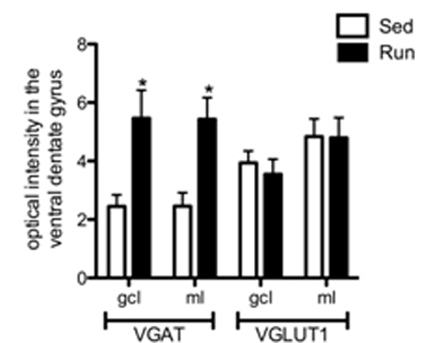 Sed
Run
optical intensity in the
ventral dentate gyrus
8
6
4
2
0
* *
gcl ml gcl ml
VGAT VGLUT1